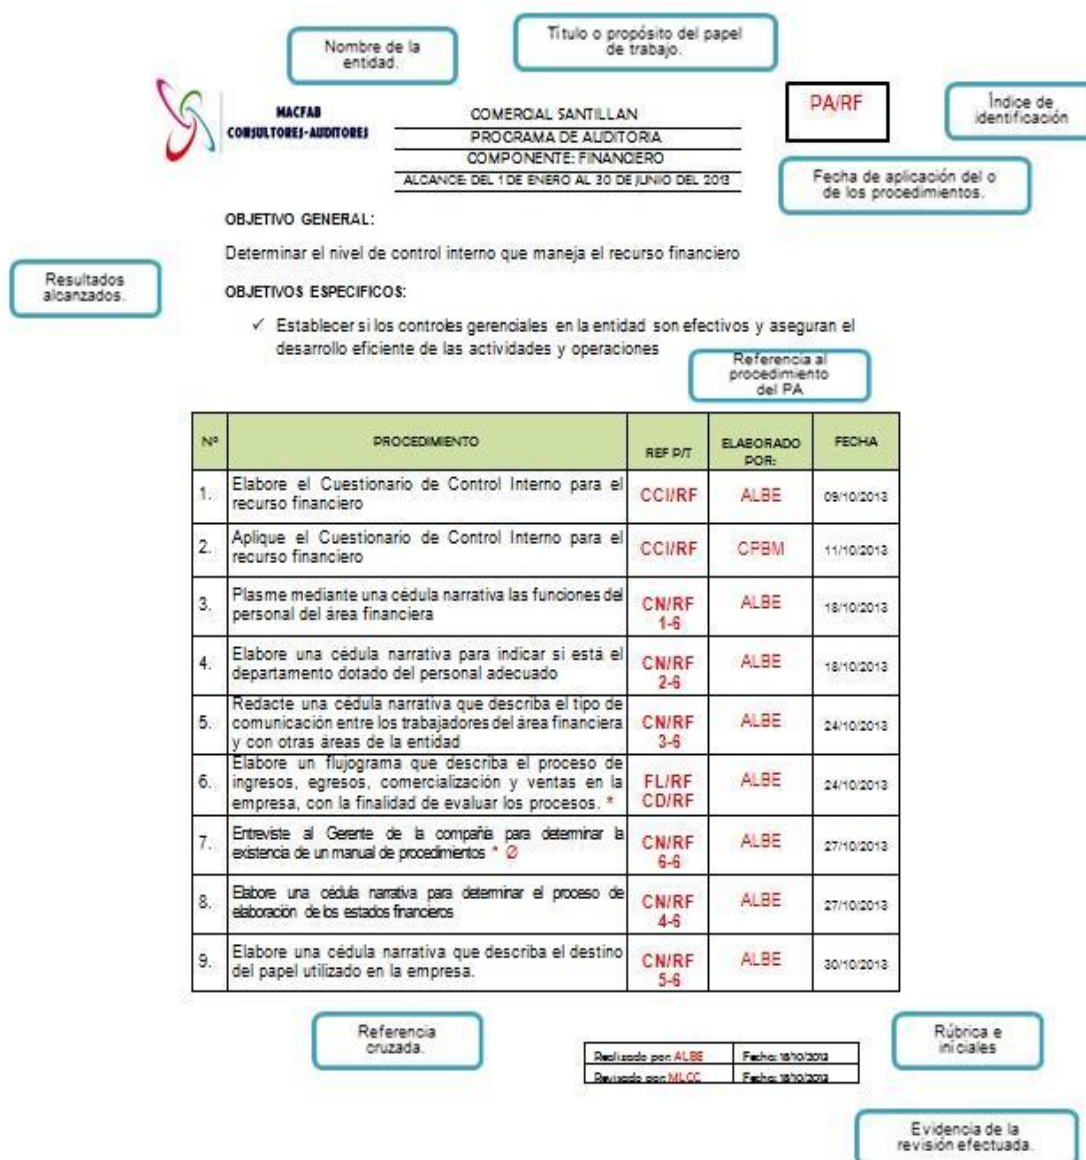 Nombre de la
entidad.
Título o propósito del papel
de trabajo.
MACFAB
CONSULTORES-AUDITORES
COMERCIAL SANTILLAN
PROGRAMA DE AUDITORIA
COMPONENTE: FINANCIERO
ALCANCE: DEL 1 DE ENERO AL 30 DE JUNIO DEL 2013
PA/RF
Índice de
identificación
Fecha de aplicación del o
de los procedimientos.
OBJETIVO GENERAL:
Determinar el nivel de control interno que maneja el recurso financiero
Resultados
alcanzados.
OBJETIVOS ESPECIFICOS:
✓ Establecer si los controles gerenciales en la entidad son efectivos y aseguran el
desarrollo eficiente de las actividades y operaciones
Referencia al
procedimiento
del PA
Nº PROCEDIMIENTO REF P/T ELABORADO POR: FECHA
1. Elabore el Cuestionario de Control Interno para el
recurso financiero
CCI/RF ALBE 09/10/2013
2. Aplique el Cuestionario de Control Interno para el
recurso financiero
CCI/RF CPBM 11/10/2013
3. Plasme mediante una cédula narrativa las funciones del
personal del área financiera
CN/RF
1-6
ALBE 18/10/2013
4. Elabore una cédula narrativa para indicar si está el
departamento dotado del personal adecuado
CN/RF
2-6
ALBE 18/10/2013
5. Redacte una cédula narrativa que describa el tipo de
comunicación entre los trabajadores del área financiera
y con otras áreas de la entidad
CN/RF
3-6
ALBE 24/10/2013
6. Elabore un flujograma que describa el proceso de
ingresos, egresos, comercialización y ventas en la
empresa, con la finalidad de evaluar los procesos. *
FL/RF
CD/RF
ALBE 24/10/2013
7. Entreviste al Gerente de la compañía para determinar la
existencia de un manual de procedimientos * Ø
CN/RF
6-6
ALBE 27/10/2013
8. Elabore una cédula narrativa para determinar el proceso de
elaboración de los estados financieros
CN/RF
4-6
ALBE 27/10/2013
9. Elabore una cédula narrativa que describa el destino
del papel utilizado en la empresa.
CN/RF
5-6
ALBE 30/10/2013
Referencia
cruzada.
Realizado por: ALBE Fecha: 18/10/2013
Revisado por: MLCC Fecha: 18/10/2013
Rúbrica e
iniciales
Evidencia de la
revisión efectuada.